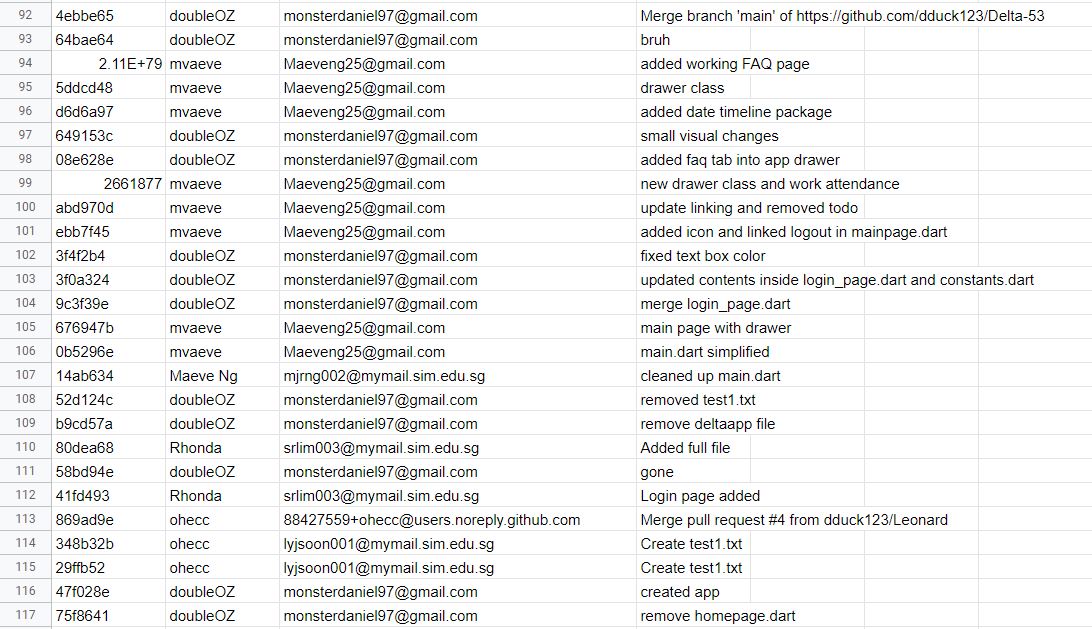 92 4ebbe65 doubleOZ monsterdaniel97@gmail.com Merge branch 'main' of https://github.com/dduck123/Delta-53
93 64bae64 doubleOZ monsterdaniel97@gmail.com bruh
94 2.11E+79 mvaeve Maeveng25@gmail.com added working FAQ page
95 5ddcd48 mvaeve Maeveng25@gmail.com drawer class
96 d6d6a97 mvaeve Maeveng25@gmail.com added date timeline package
97 649153c doubleOZ monsterdaniel97@gmail.com small visual changes
98 08e628e doubleOZ monsterdaniel97@gmail.com added faq tab into app drawer
99 2661877 mvaeve Maeveng25@gmail.com new drawer class and work attendance
100 abd970d mvaeve Maeveng25@gmail.com update linking and removed todo
101 ebb7f45 mvaeve Maeveng25@gmail.com added icon and linked logout in mainpage.dart
102 3f4f2b4 doubleOZ monsterdaniel97@gmail.com fixed text box color
103 3f0a324 doubleOZ monsterdaniel97@gmail.com updated contents inside login_page.dart and constants.dart
104 9c3f39e doubleOZ monsterdaniel97@gmail.com merge login_page.dart
105 676947b mvaeve Maeveng25@gmail.com main page with drawer
106 0b5296e mvaeve Maeveng25@gmail.com main.dart simplified
107 14ab634 Maeve Ng mjrng002@mymail.sim.edu.sg cleaned up main.dart
108 52d124c doubleOZ monsterdaniel97@gmail.com removed test1.txt
109 b9cd57a doubleOZ monsterdaniel97@gmail.com remove deltaapp file
110 80dea68 Rhonda srlim003@mymail.sim.edu.sg Added full file
111 58bd94e doubleOZ monsterdaniel97@gmail.com gone
112 41fd493 Rhonda srlim003@mymail.sim.edu.sg Login page added
113 869ad9e ohecc 88427559+ohecc@users.noreply.github.com Merge pull request #4 from dduck123/Leonard
114 348b32b ohecc lyjsoon001@mymail.sim.edu.sg Create test1.txt
115 29ffb52 ohecc lyjsoon001@mymail.sim.edu.sg Create test1.txt
116 47f028e doubleOZ monsterdaniel97@gmail.com created app
117 75f8641 doubleOZ monsterdaniel97@gmail.com remove homepage.dart